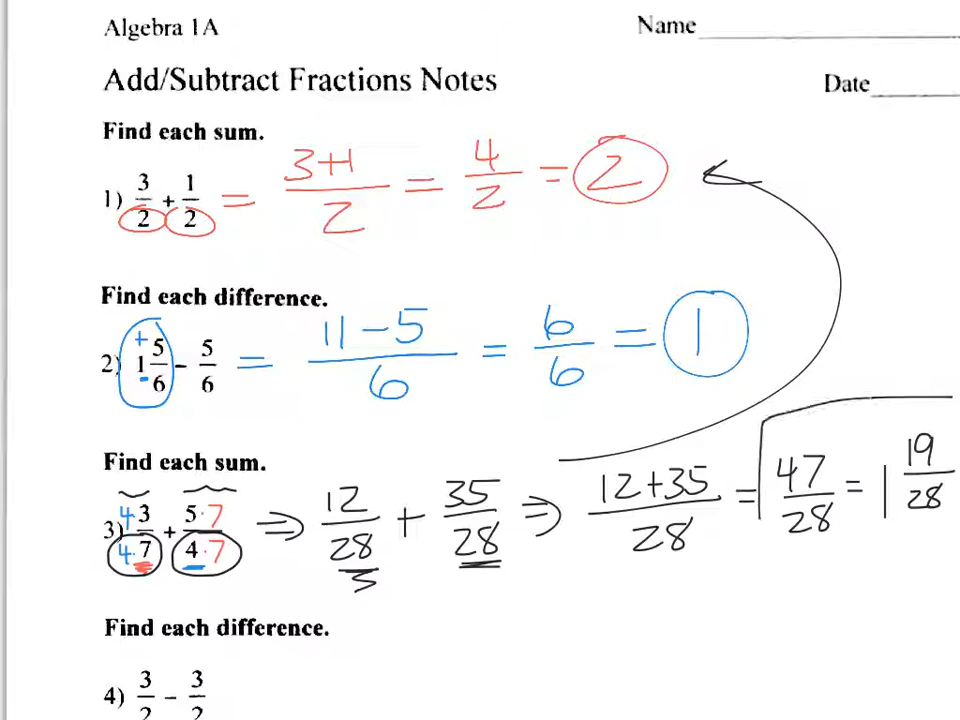 Algebra 1A
Name
Add/Subtract Fractions Notes
Date
Find each sum.
1) 3/2 + 1/2 = 3+1/2 = 4/2 = 2
Find each difference.
2) 1 5/6 - 5/6 = 11-5/6 = 6/6 = 1
Find each sum.
3) 4·3/4·7 + 5·7/4·7 ⇒ 12/28 + 35/28 ⇒ 12+35/28 = 47/28 = 1 19/28
Find each difference.
4) 3/2 - 3/2